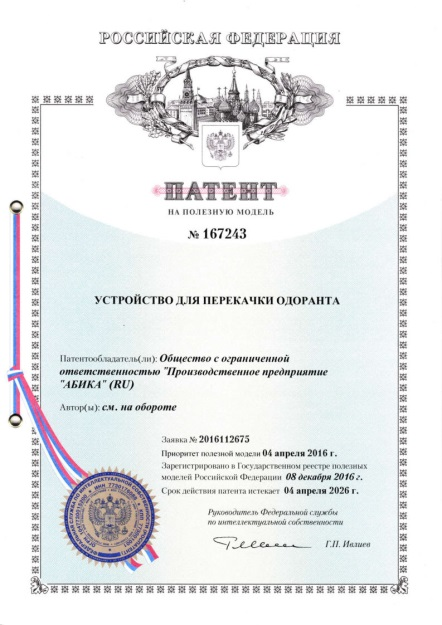 РОССИЙСКАЯ ФЕДЕРАЦИЯ
ПАТЕНТ
НА ПОЛЕЗНУЮ МОДЕЛЬ
№ 167243
УСТРОЙСТВО ДЛЯ ПЕРЕКАЧКИ ОДОРАНТА
Патентообладатель(ли): Общество с ограниченной
ответственностью "Производственное предприятие
"АБИКА" (RU)
Автор(ы): см. на обороте
Заявка № 2016112675
Приоритет полезной модели 04 апреля 2016 г.
Зарегистрировано в Государственном реестре полезных
моделей Российской Федерации 08 декабря 2016 г.
Срок действия патента истекает 04 апреля 2026 г.
Руководитель Федеральной службы
по интеллектуальной собственности
Г.П. Ивлиев